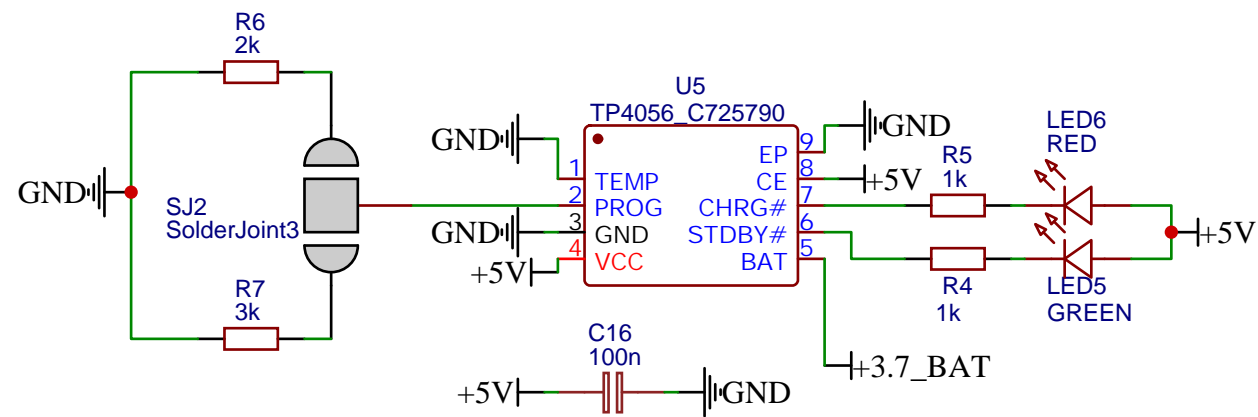 R6
2k
GND
SJ2
SolderJoint3
R7
3k
U5
TP4056_C725790
GND
1
TEMP
2
PROG
GND
3
GND
+5V
4
VCC
9
EP
GND
8
CE
+5V
7
CHRG#
6
STDBY#
5
BAT
R5
1k
LED6
RED
+5V
R4
1k
LED5
GREEN
+3.7_BAT
C16
100n
+5V
GND